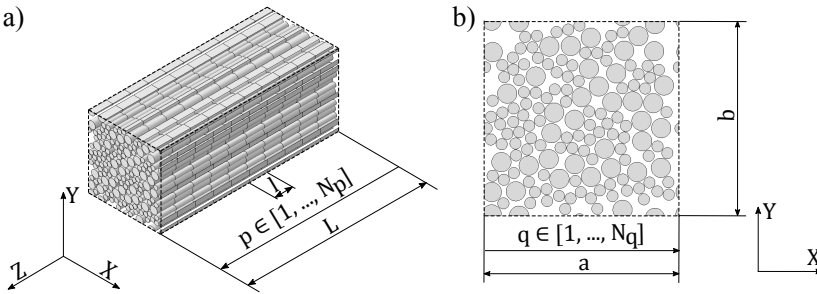 a)
Y
Z
X
l
p ∈ [1, ..., Np]
L
b)
b
q ∈ [1, ..., Nq]
a
Y
X